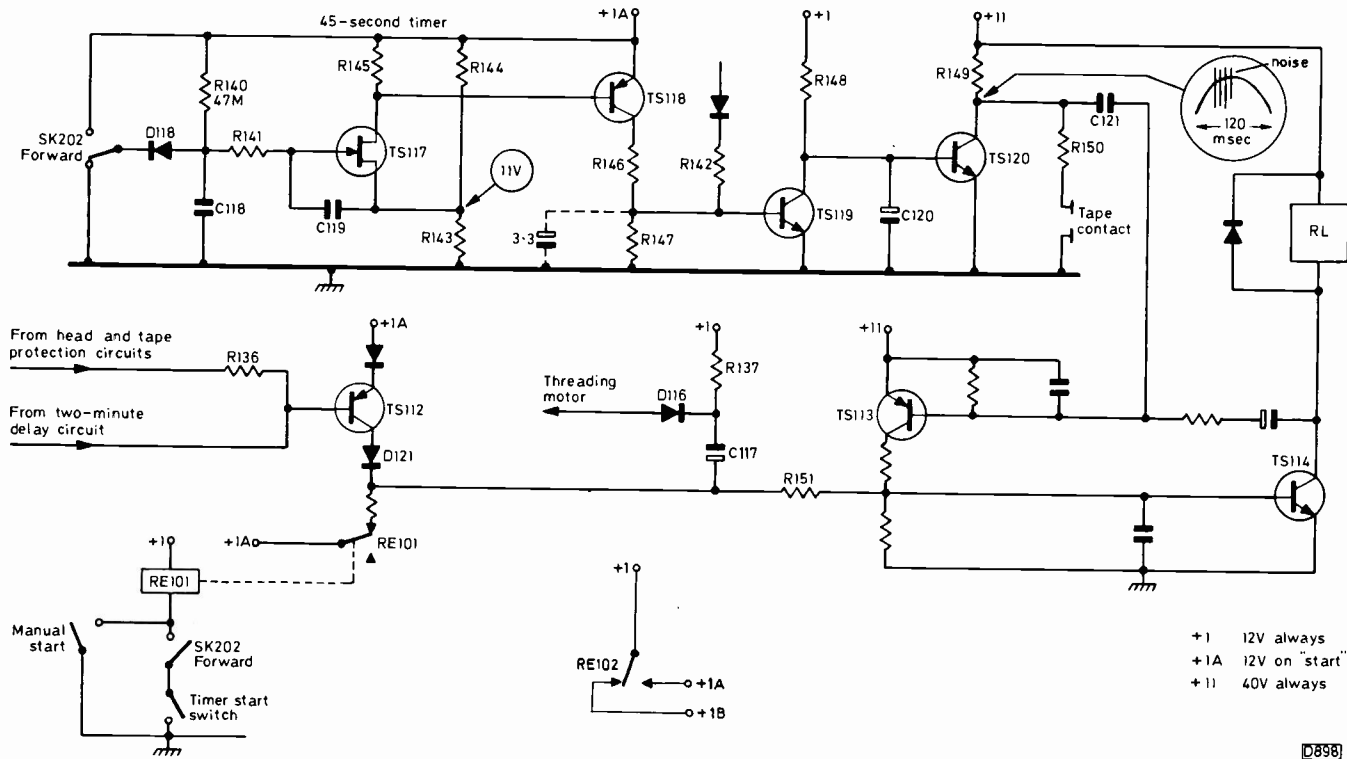 45-second timer
+1A
+1
+11
R140
47M
R145
R144
TS118
R148
R149
noise
120
msec
SK202
Forward
D118
R141
TS117
11V
R146
R142
TS119
TS120
C121
R150
C118
C119
R143
3·3
R147
C120
Tape
contact
RL
From head and tape
protection circuits
R136
From two-minute
delay circuit
+1A
TS112
D121
Threading
motor
D116
+1
R137
C117
R151
+11
TS113
TS114
+1A
RE101
+1
RE101
Manual
start
SK202
Forward
Timer start
switch
+1
RE102
+1A
+1B
+1 12V always
+1A 12V on "start"
+11 40V always
D898